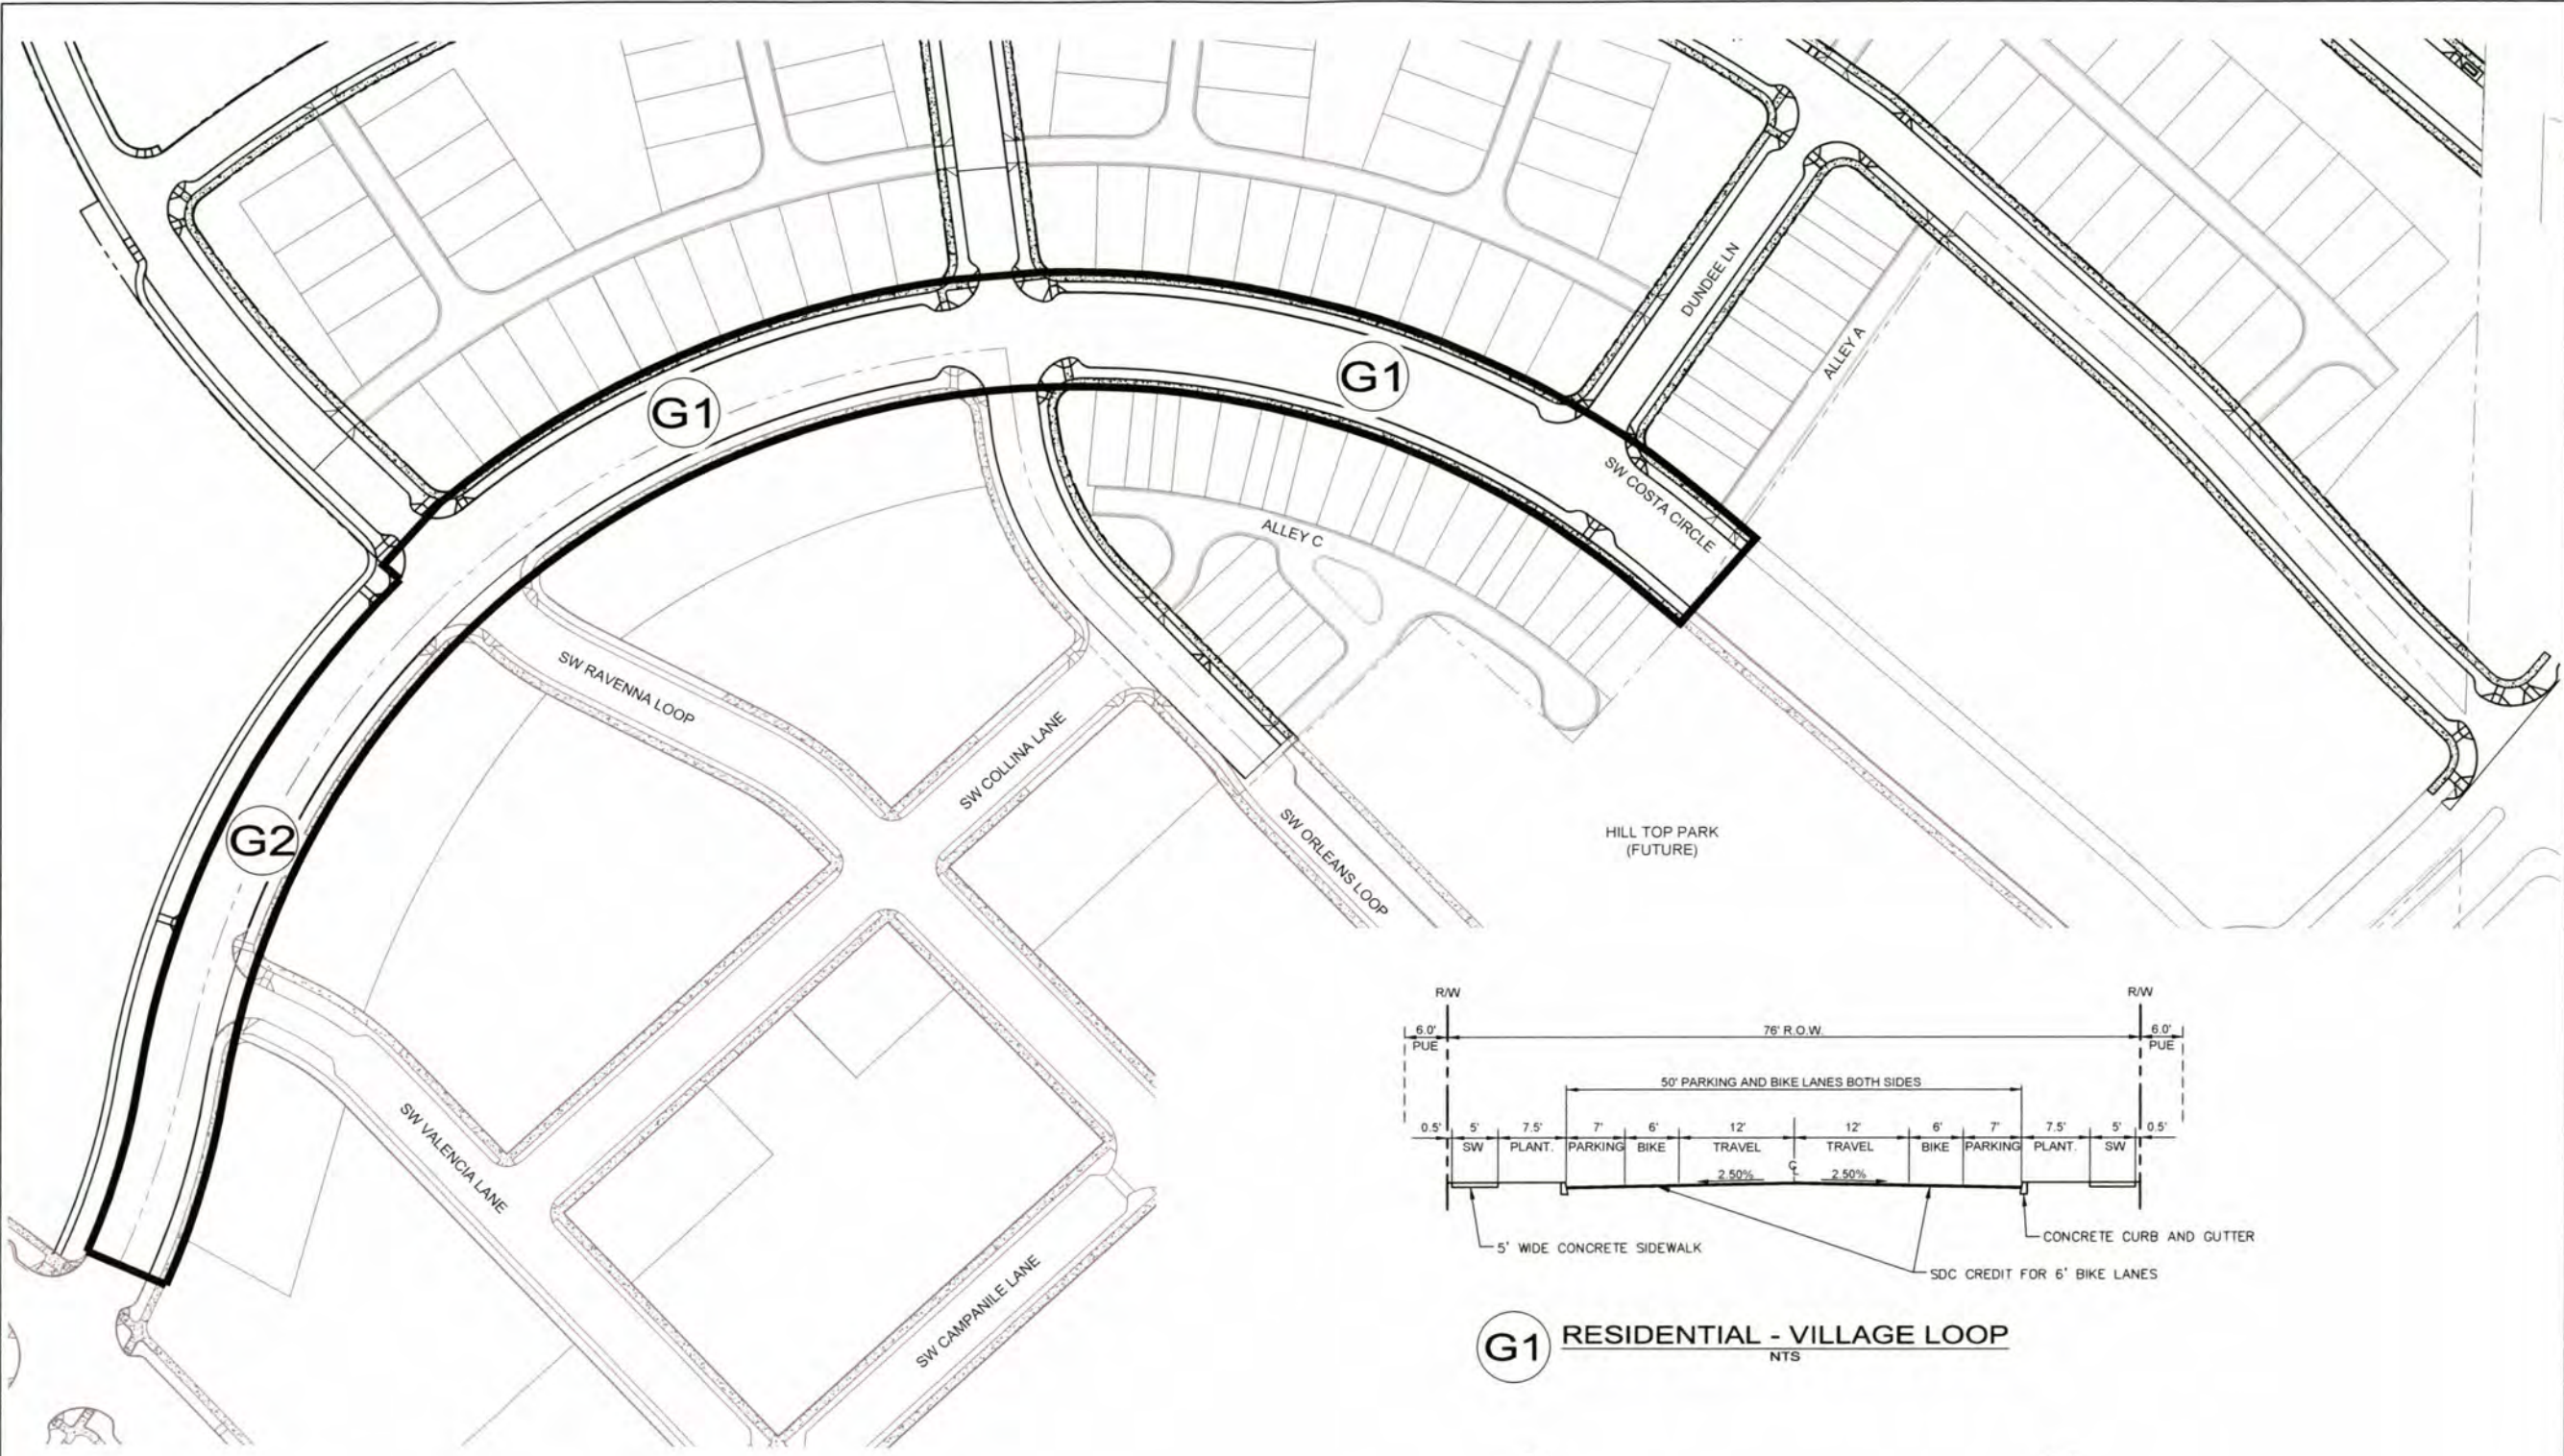 DUNDEE LN
ALLEY A
G1
G1
SW COSTA CIRCLE
ALLEY C
SW RAVENNA LOOP
SW COLLINA LANE
SW ORLEANS LOOP
HILL TOP PARK
(FUTURE)
G2
SW VALENCIA LANE
SW CAMPANILE LANE
R/W R/W
6.0' 76' R.O.W. 6.0'
PUE PUE
50' PARKING AND BIKE LANES BOTH SIDES
0.5' 5' 7.5' 7' 6' 12' 12' 6' 7' 7.5' 5' 0.5'
SW PLANT. PARKING BIKE TRAVEL TRAVEL BIKE PARKING PLANT. SW
2.50% ℄ 2.50%
5' WIDE CONCRETE SIDEWALK
CONCRETE CURB AND GUTTER
SDC CREDIT FOR 6' BIKE LANES
G1 RESIDENTIAL - VILLAGE LOOP
NTS